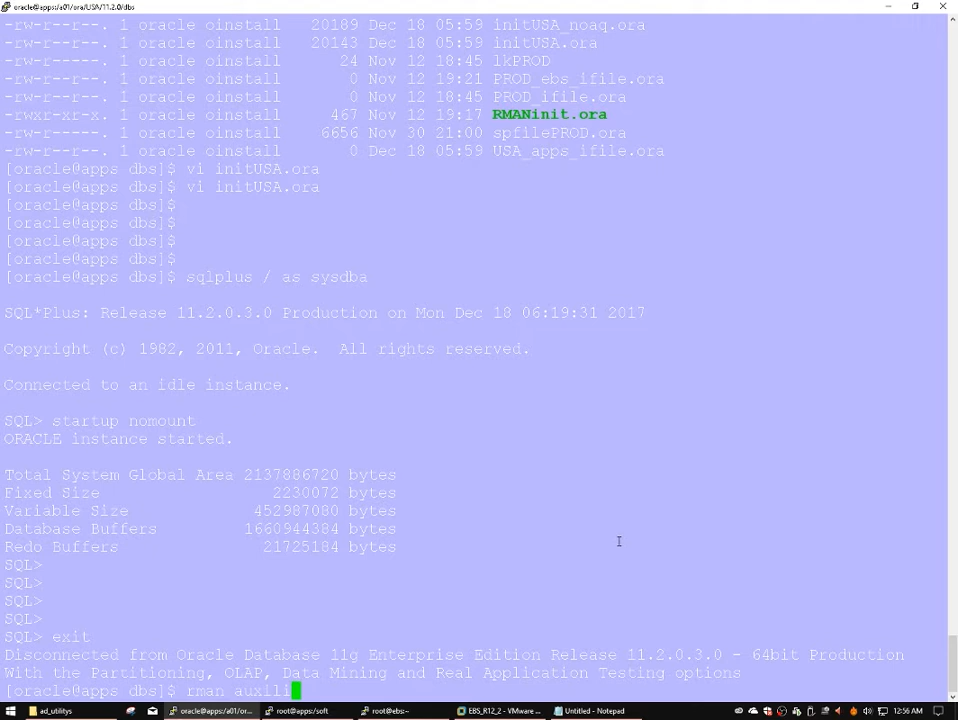 oracle@apps:/a01/ora/USA/11.2.0/dbs
-rw-r--r--. 1 oracle oinstall   20189 Dec 18 05:59 initUSA_noaq.ora
-rw-r--r--. 1 oracle oinstall   20143 Dec 18 05:59 initUSA.ora
-rw-r-----. 1 oracle oinstall      24 Nov 12 18:45 lkPROD
-rw-r--r--. 1 oracle oinstall       0 Nov 12 19:21 PROD_ebs_ifile.ora
-rw-r--r--. 1 oracle oinstall       0 Nov 12 18:45 PROD_ifile.ora
-rwxr-xr-x. 1 oracle oinstall     467 Nov 12 19:17 RMANinit.ora
-rw-r-----. 1 oracle oinstall    6656 Nov 30 21:00 spfilePROD.ora
-rw-r--r--. 1 oracle oinstall       0 Dec 18 05:59 USA_apps_ifile.ora
[oracle@apps dbs]$ vi initUSA.ora
[oracle@apps dbs]$ vi initUSA.ora
[oracle@apps dbs]$
[oracle@apps dbs]$
[oracle@apps dbs]$
[oracle@apps dbs]$
[oracle@apps dbs]$ sqlplus / as sysdba
SQL*Plus: Release 11.2.0.3.0 Production on Mon Dec 18 06:19:31 2017
Copyright (c) 1982, 2011, Oracle.  All rights reserved.
Connected to an idle instance.
SQL> startup nomount
ORACLE instance started.
Total System Global Area 2137886720 bytes
Fixed Size                  2230072 bytes
Variable Size             452987080 bytes
Database Buffers         1660944384 bytes
Redo Buffers               21725184 bytes
SQL>
SQL>
SQL>
SQL>
SQL> exit
Disconnected from Oracle Database 11g Enterprise Edition Release 11.2.0.3.0 - 64bit Production
With the Partitioning, OLAP, Data Mining and Real Application Testing options
[oracle@apps dbs]$ rman auxili
ad_utilitys
oracle@apps:/a01/or...
root@apps:/soft
root@ebs:~
EBS_R12_2 - VMware ...
Untitled - Notepad
12:56 AM